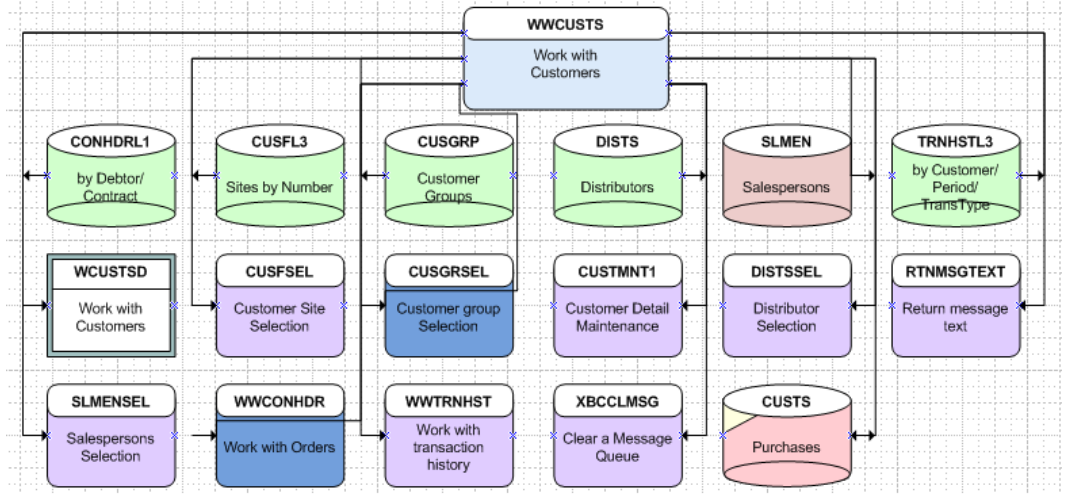 WWCUSTS
Work with
Customers
CONHDRL1
by Debtor/
Contract
CUSFL3
Sites by Number
CUSGRP
Customer
Groups
DISTS
Distributors
SLMEN
Salespersons
TRNHSTL3
by Customer/
Period/
TransType
WCUSTSD
Work with
Customers
CUSFSEL
Customer Site
Selection
CUSGRSEL
Customer group
Selection
CUSTMNT1
Customer Detail
Maintenance
DISTSSEL
Distributor
Selection
RTNMSGTEXT
Return message
text
SLMENSEL
Salespersons
Selection
WWCONHDR
Work with Orders
WWTRNHST
Work with
transaction
history
XBCCLMSG
Clear a Message
Queue
CUSTS
Purchases